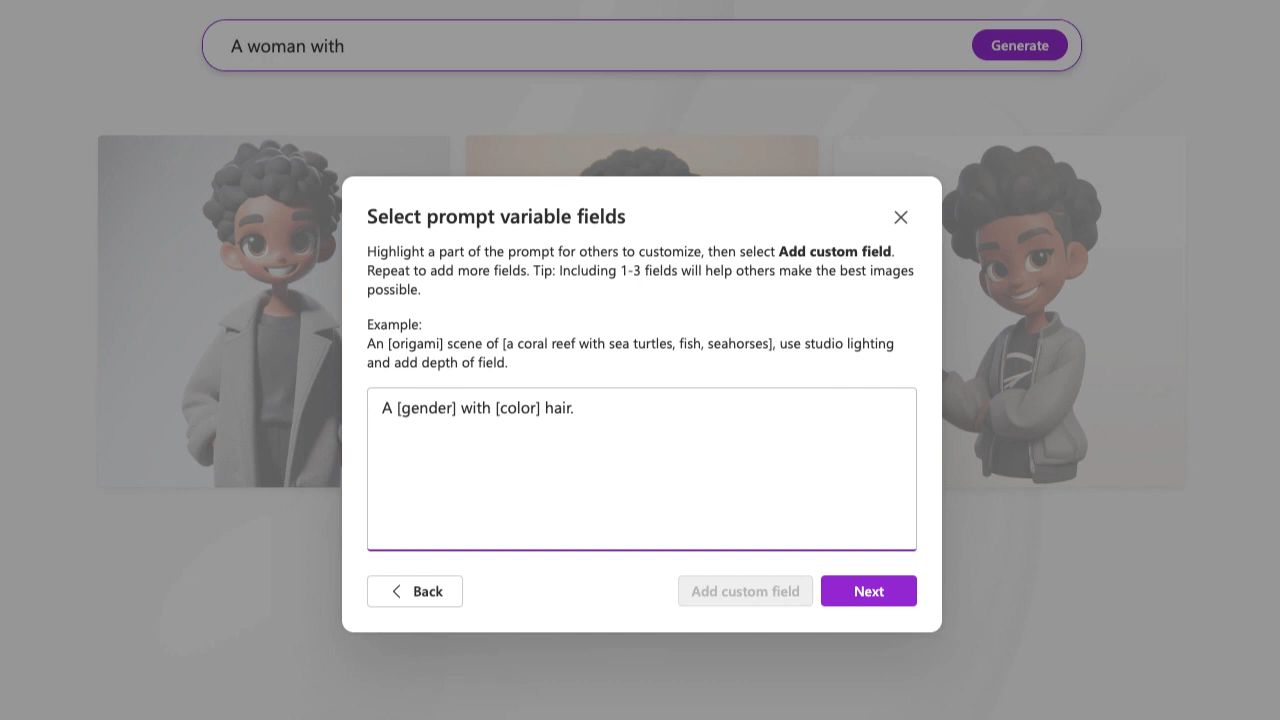 A woman with
Generate
Select prompt variable fields
Highlight a part of the prompt for others to customize, then select Add custom field.
Repeat to add more fields. Tip: Including 1-3 fields will help others make the best images
possible.
Example:
An [origami] scene of [a coral reef with sea turtles, fish, seahorses], use studio lighting
and add depth of field.
A [gender] with [color] hair.
Back
Add custom field
Next